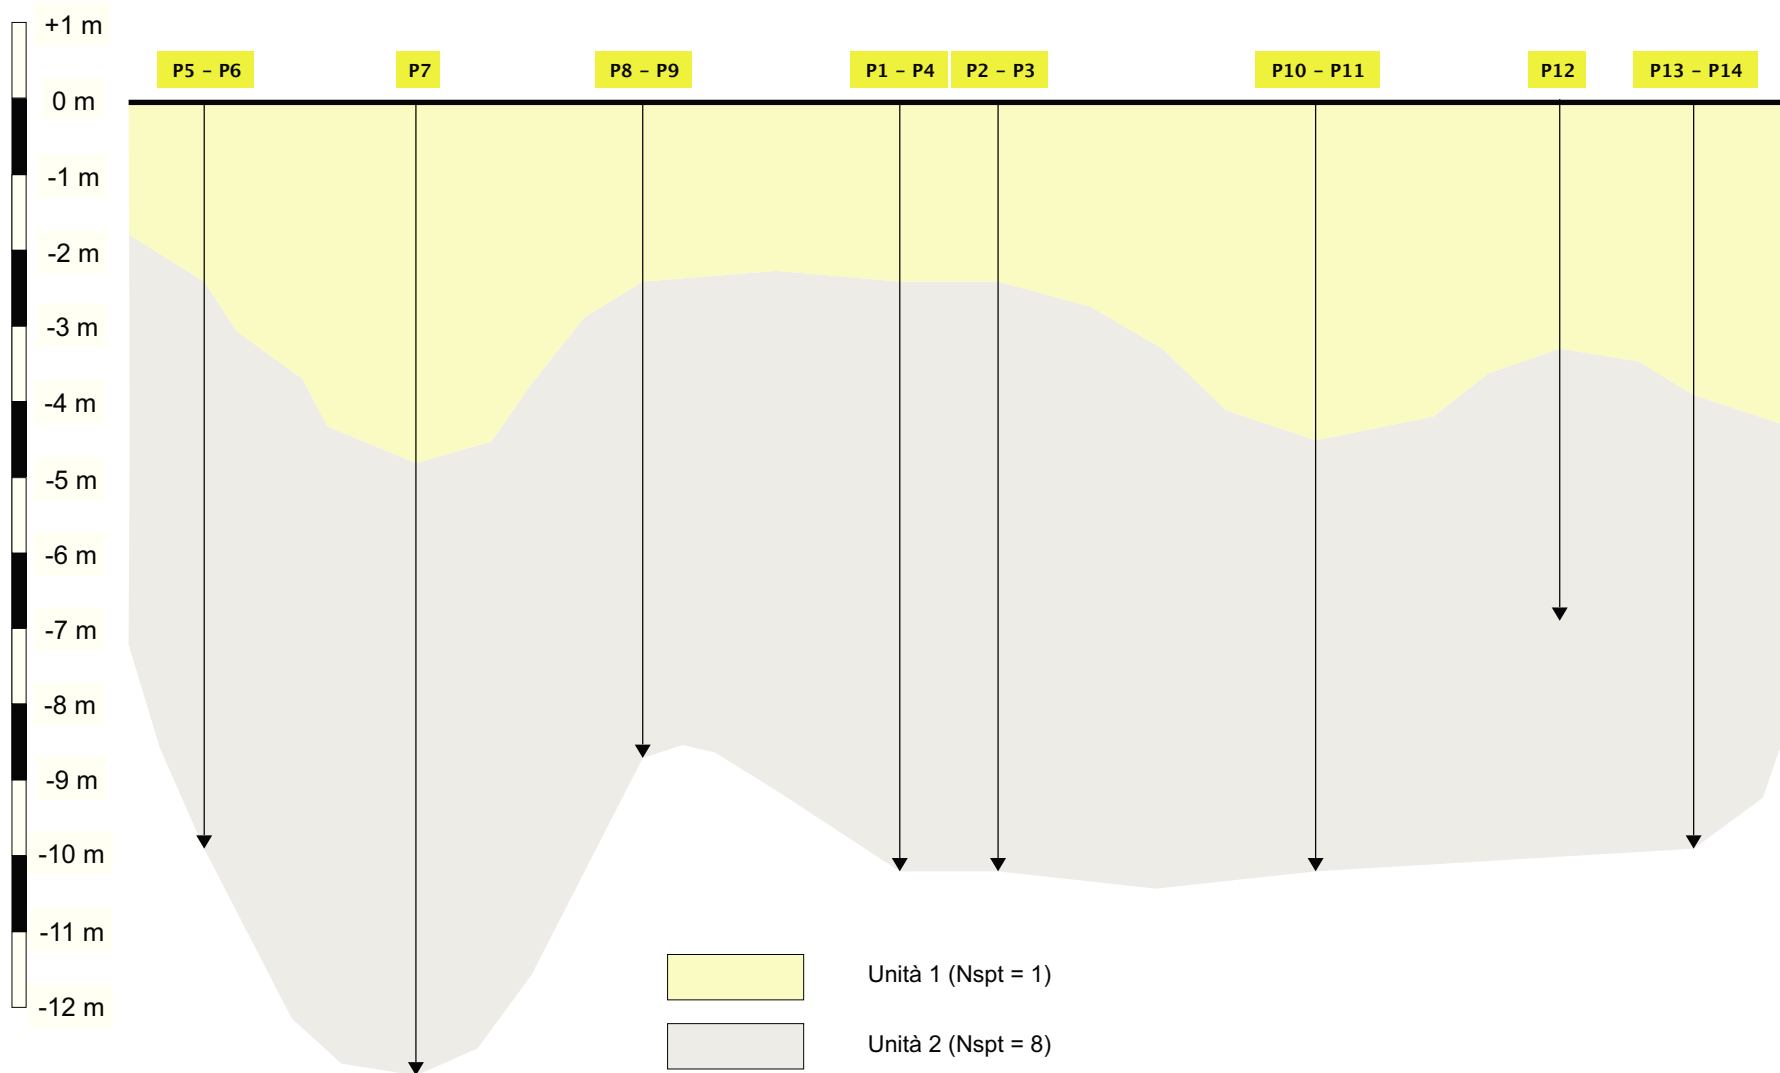 +1 m
P5 – P6
P7
P8 – P9
P1 – P4
P2 – P3
P10 – P11
P12
P13 – P14
0 m
-1 m
-2 m
-3 m
-4 m
-5 m
-6 m
-7 m
-8 m
-9 m
-10 m
-11 m
-12 m
Unità 1 (Nspt = 1)
Unità 2 (Nspt = 8)